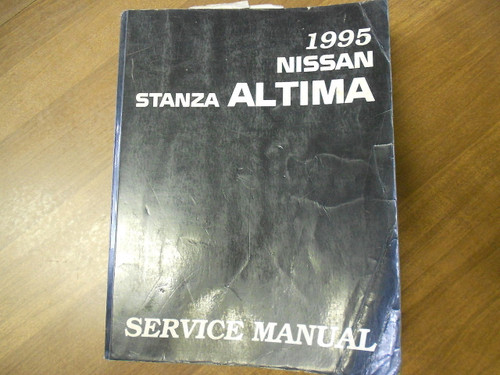 1995
NISSAN
STANZA ALTIMA
SERVICE MANUAL